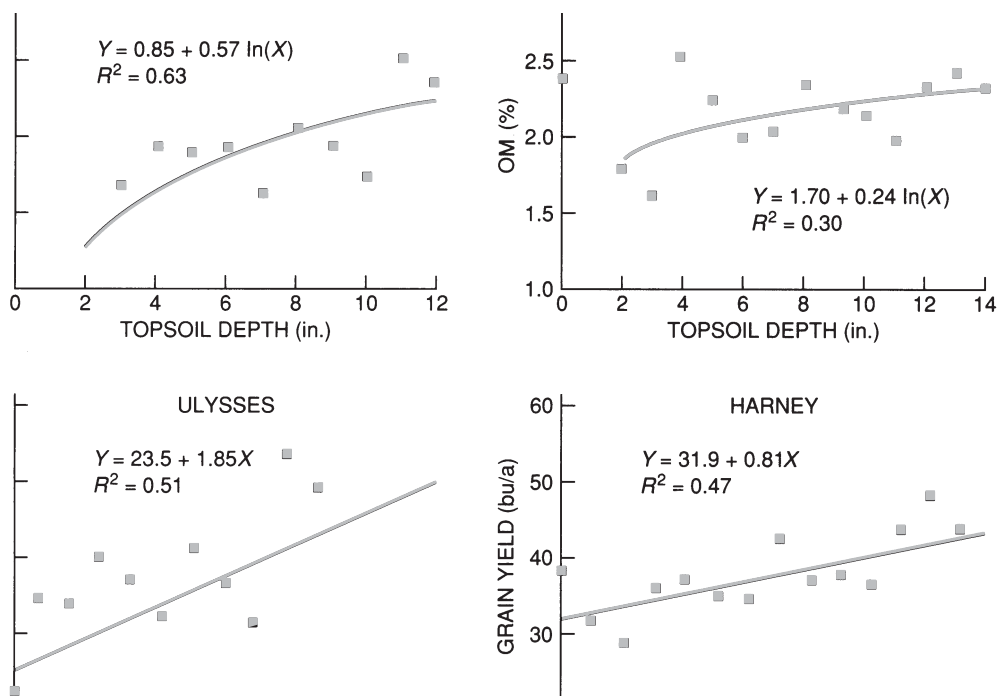 Y = 0.85 + 0.57 ln(X)
R² = 0.63
0 2 4 6 8 10 12
TOPSOIL DEPTH (in.)
2.5
2.0
1.5
1.0
OM (%)
Y = 1.70 + 0.24 ln(X)
R² = 0.30
0 2 4 6 8 10 12 14
TOPSOIL DEPTH (in.)
ULYSSES
Y = 23.5 + 1.85X
R² = 0.51
HARNEY
60
50
40
30
GRAIN YIELD (bu/a)
Y = 31.9 + 0.81X
R² = 0.47